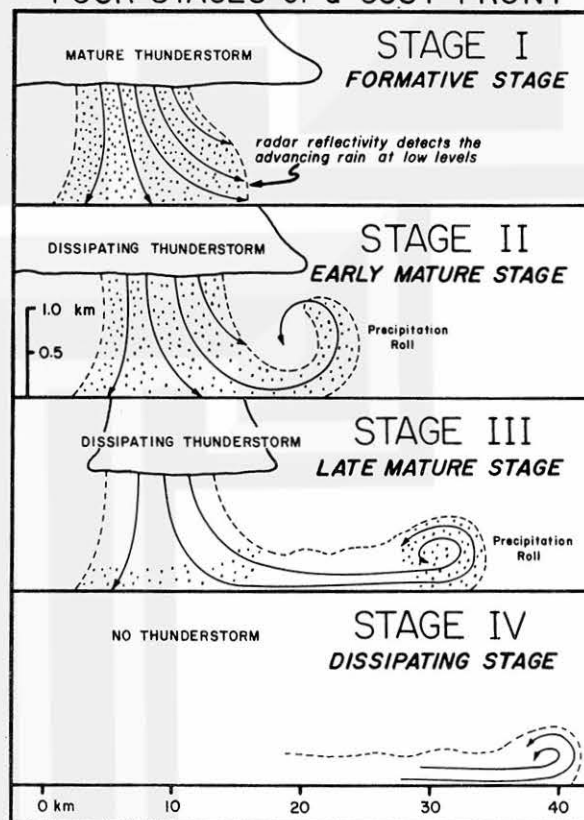 FOUR STAGES of a GUST FRONT
MATURE THUNDERSTORM
STAGE I
FORMATIVE STAGE
radar reflectivity detects the
advancing rain at low levels
DISSIPATING THUNDERSTORM
STAGE II
EARLY MATURE STAGE
1.0 km
0.5
Precipitation
Roll
DISSIPATING THUNDERSTORM
STAGE III
LATE MATURE STAGE
Precipitation
Roll
NO THUNDERSTORM
STAGE IV
DISSIPATING STAGE
0 km 10 20 30 40